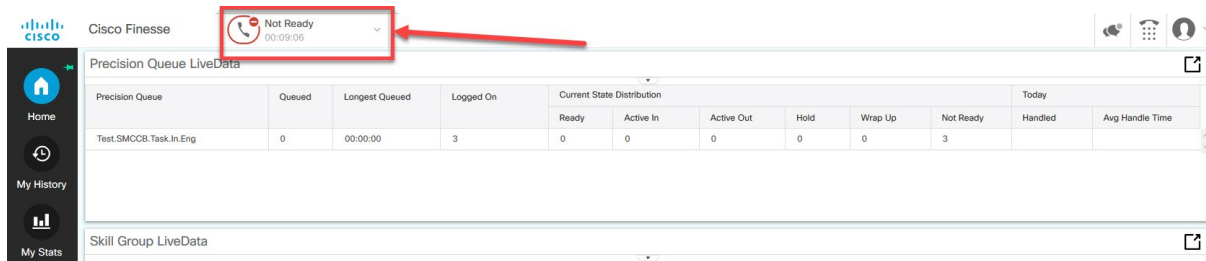 CISCO
Cisco Finesse
Not Ready
00:09:06
Home
My History
My Stats
Precision Queue LiveData
Precision Queue Queued Longest Queued Logged On Current State Distribution Today
Ready Active In Active Out Hold Wrap Up Not Ready Handled Avg Handle Time
Test.SMCCB.Task.In.Eng 0 00:00:00 3 0 0 0 0 0 3
Skill Group LiveData